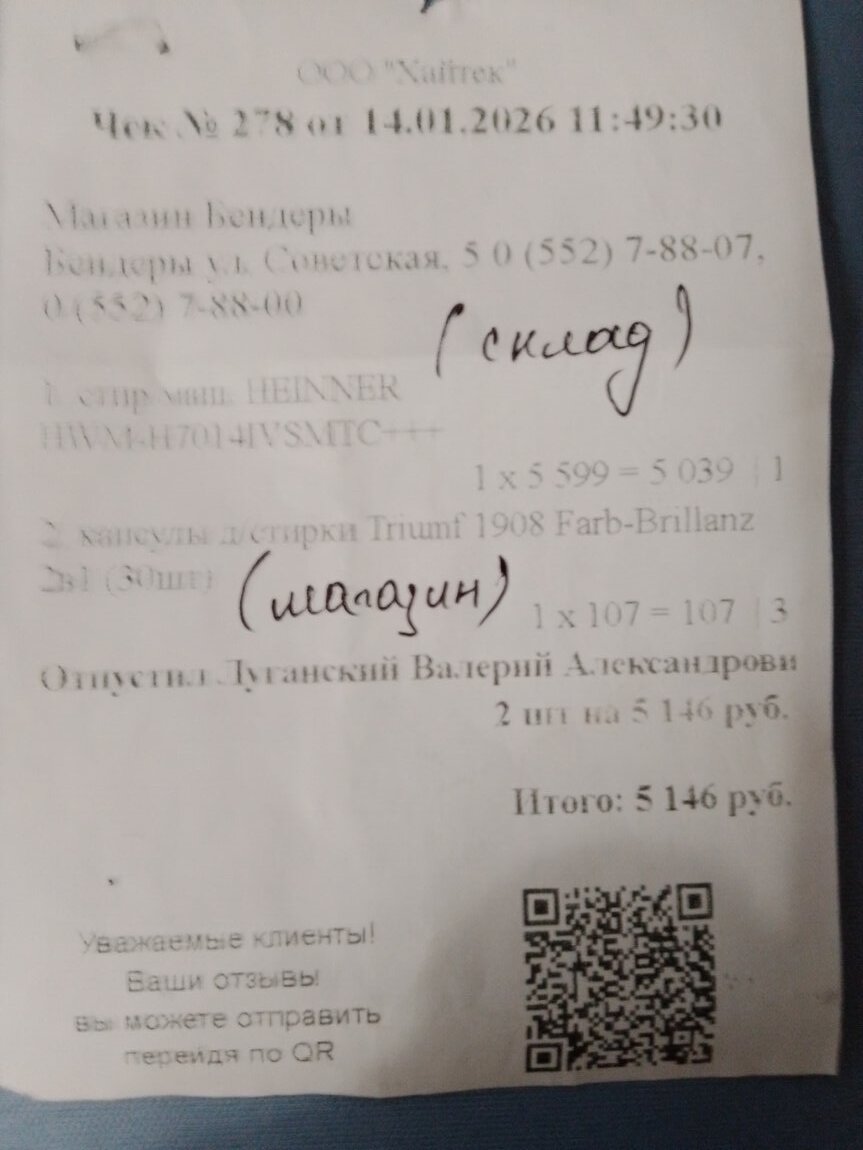 ООО "Хайтек"
Чек № 278 от 14.01.2026 11:49:30
Магазин Бендеры
Бендеры ул. Советская, 5 0 (552) 7-88-07,
0 (552) 7-88-00
(склад)
1. стир.маш. HEINNER
HWM-H7014IVSMTC+++
1 x 5 599 = 5 039 | 1
2. капсулы д/стирки Triumf 1908 Farb-Brillanz
2в1 (30шт)
(магазин)
1 x 107 = 107 | 3
Отпустил Луганский Валерий Александрови
2 шт на 5 146 руб.
Итого: 5 146 руб.
Уважаемые клиенты!
Ваши отзывы
вы можете отправить
перейдя по QR